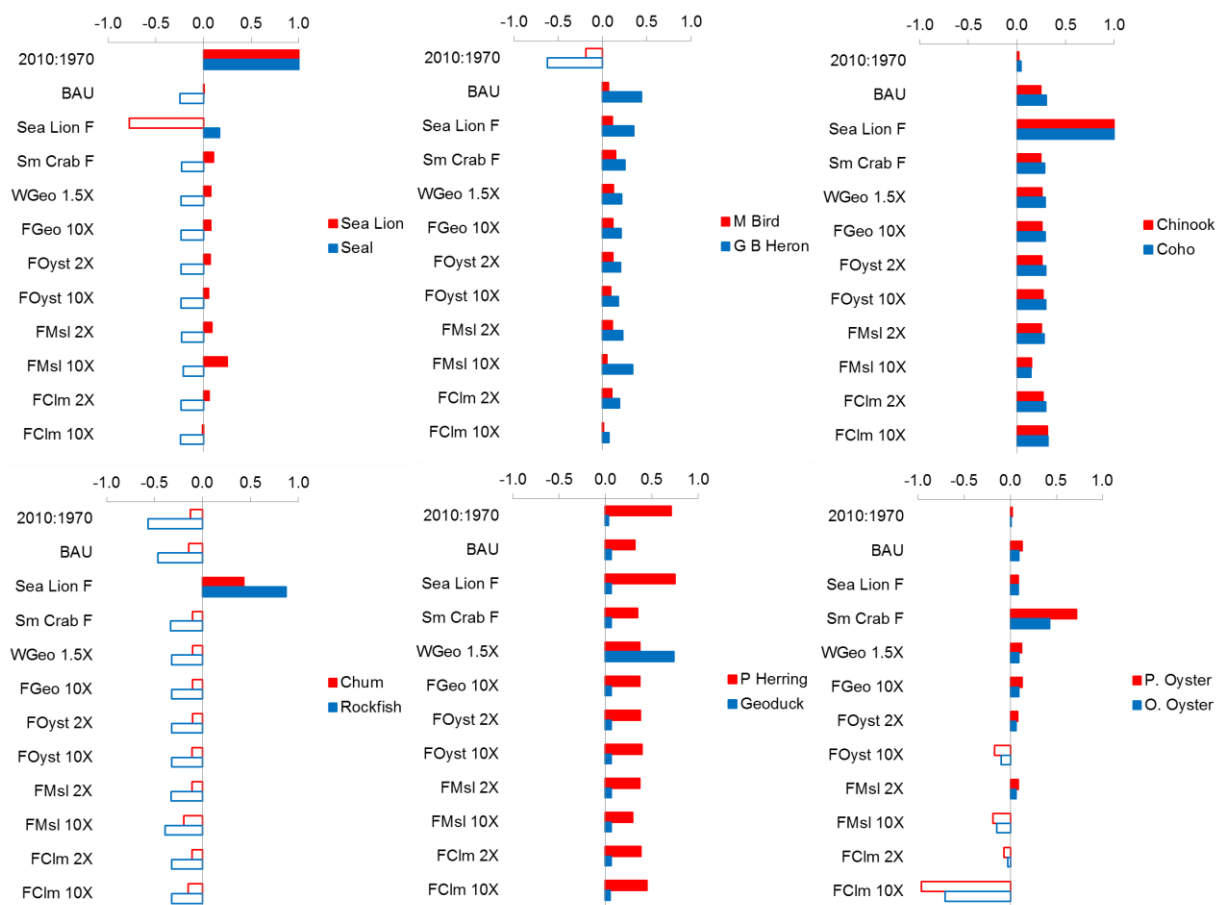 -1.0 -0.5 0.0 0.5 1.0
2010:1970
BAU
Sea Lion F
Sm Crab F
WGeo 1.5X
FGeo 10X
FOyst 2X
FOyst 10X
FMsl 2X
FMsl 10X
FClm 2X
FClm 10X
Sea Lion
Seal
-1.0 -0.5 0.0 0.5 1.0
2010:1970
BAU
Sea Lion F
Sm Crab F
WGeo 1.5X
FGeo 10X
FOyst 2X
FOyst 10X
FMsl 2X
FMsl 10X
FClm 2X
FClm 10X
M Bird
G B Heron
-1.0 -0.5 0.0 0.5 1.0
2010:1970
BAU
Sea Lion F
Sm Crab F
WGeo 1.5X
FGeo 10X
FOyst 2X
FOyst 10X
FMsl 2X
FMsl 10X
FClm 2X
FClm 10X
Chinook
Coho
-1.0 -0.5 0.0 0.5 1.0
2010:1970
BAU
Sea Lion F
Sm Crab F
WGeo 1.5X
FGeo 10X
FOyst 2X
FOyst 10X
FMsl 2X
FMsl 10X
FClm 2X
FClm 10X
Chum
Rockfish
-1.0 -0.5 0.0 0.5 1.0
2010:1970
BAU
Sea Lion F
Sm Crab F
WGeo 1.5X
FGeo 10X
FOyst 2X
FOyst 10X
FMsl 2X
FMsl 10X
FClm 2X
FClm 10X
P Herring
Geoduck
-1.0 -0.5 0.0 0.5 1.0
2010:1970
BAU
Sea Lion F
Sm Crab F
WGeo 1.5X
FGeo 10X
FOyst 2X
FOyst 10X
FMsl 2X
FMsl 10X
FClm 2X
FClm 10X
P. Oyster
O. Oyster